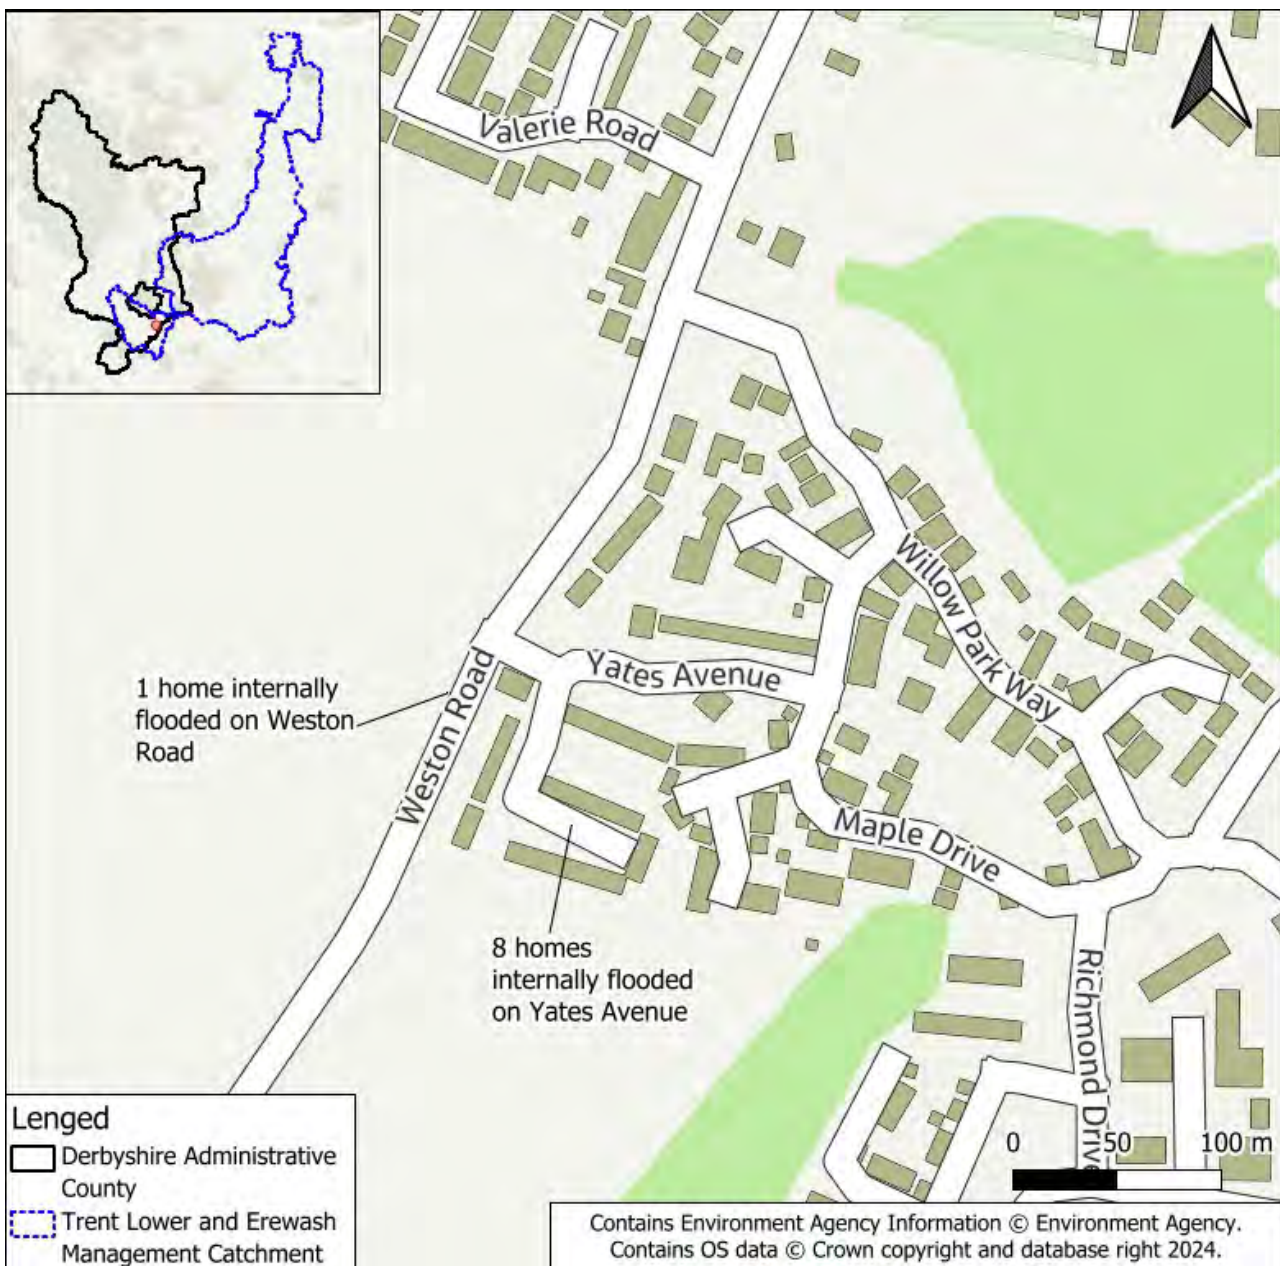 Valerie Road
Willow Park Way
Yates Avenue
1 home internally
flooded on Weston
Road
Weston Road
Maple Drive
8 homes
internally flooded
on Yates Avenue
Richmond Drive
Lenged
Derbyshire Administrative
County
Trent Lower and Erewash
Management Catchment
0 50 100 m
Contains Environment Agency Information © Environment Agency.
Contains OS data © Crown copyright and database right 2024.